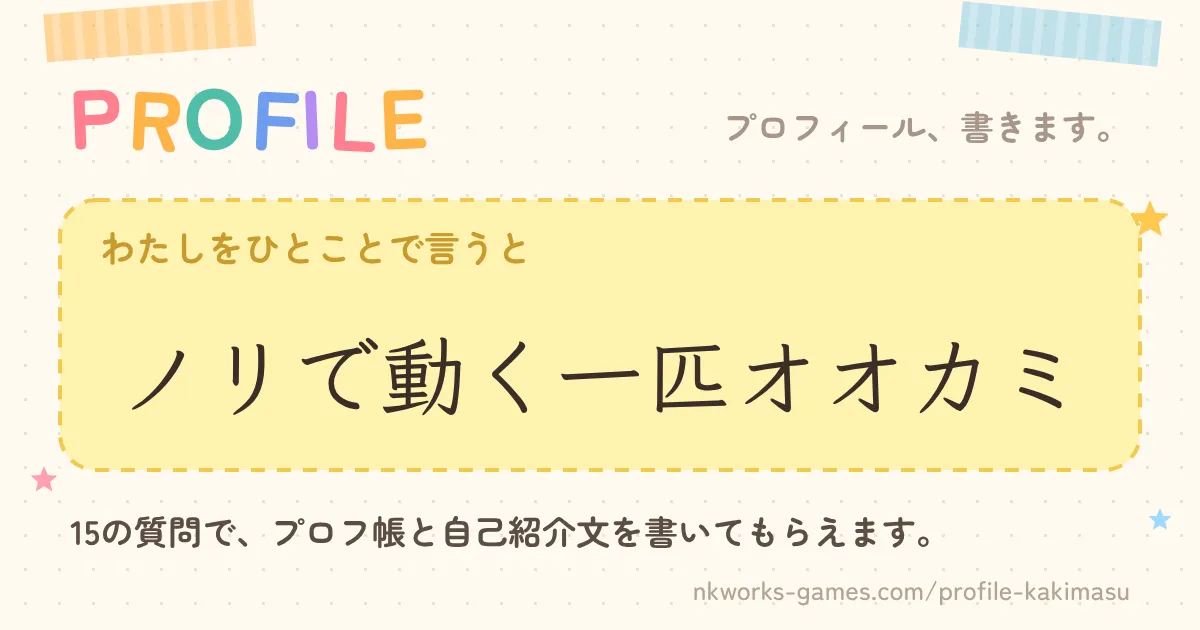 PROFILE
プロフィール、書きます。
わたしをひとことで言うと
ノリで動く一匹オオカミ
15の質問で、プロフ帳と自己紹介文を書いてもらえます。
nkworks-games.com/profile-kakimasu